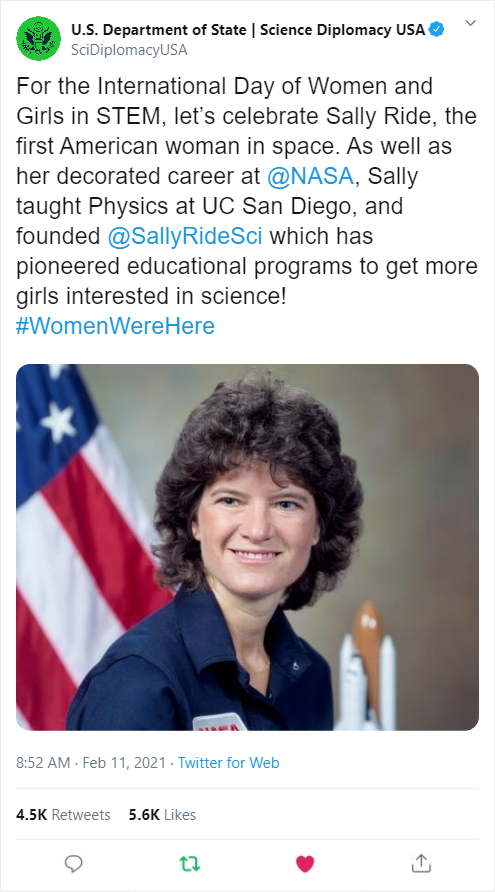 U.S. Department of State | Science Diplomacy USA
SciDiplomacyUSA
For the International Day of Women and
Girls in STEM, let’s celebrate Sally Ride, the
first American woman in space. As well as
her decorated career at @NASA, Sally
taught Physics at UC San Diego, and
founded @SallyRideSci which has
pioneered educational programs to get more
girls interested in science!
#WomenWereHere
8:52 AM · Feb 11, 2021 · Twitter for Web
4.5K Retweets 5.6K Likes